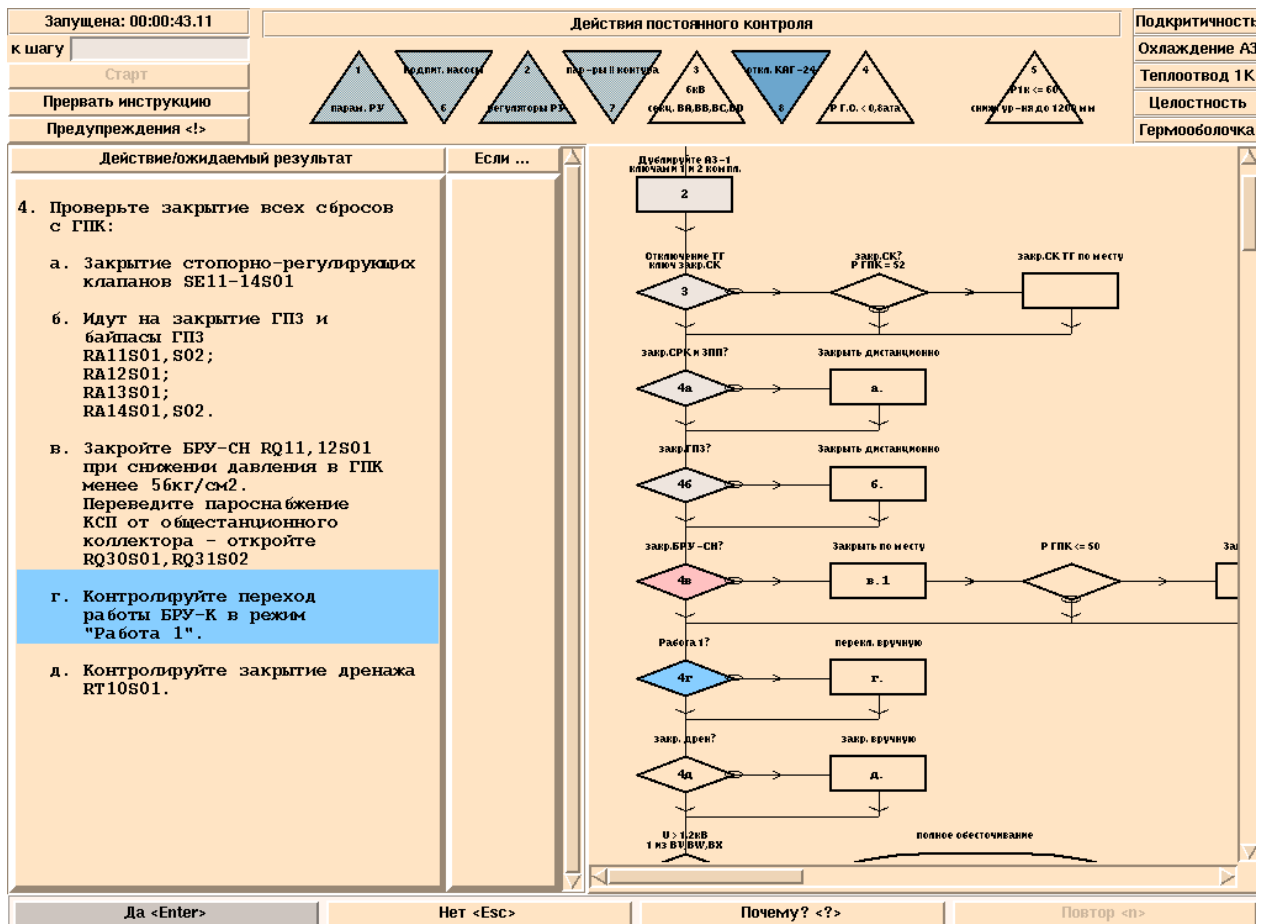 Запущена: 00:00:43.11
Действия постоянного контроля
Подкритичность
к шагу
Охлаждение АЗ
Старт
Теплоотвод 1К
Прервать инструкцию
Целостность
Предупреждения <!>
Гермооболочка
1
парам. РУ
подпит. насосы
6
2
регуляторы РУ
пар-ры II контура
7
3
6кВ
секц. ВА,ВВ,ВС,ВD
откл. КАГ-24
8
4
Р Г.О. < 0,8ата
5
Р1к <= 60
сниж ур-ня до 1200 мм
Действие/ожидаемый результат
Если ...
4. Проверьте закрытие всех сбросов
с ГПК:
а. Закрытие стопорно-регулирующих
клапанов SE11-14S01
б. Идут на закрытие ГПЗ и
байпасы ГПЗ
RA11S01,S02;
RA12S01;
RA13S01;
RA14S01,S02.
в. Закройте БРУ-СН RQ11,12S01
при снижении давления в ГПК
менее 56кг/см2.
Переведите пароснабжение
КСП от общестанционного
коллектора - откройте
RQ30S01,RQ31S02
г. Контролируйте переход
работы БРУ-К в режим
"Работа 1".
д. Контролируйте закрытие дренажа
RT10S01.
Дублируйте АЗ-1
ключами 1 и 2 компл.
2
Отключение ТГ
ключ закр.СК
3
закр.СК?
Р ГПК = 52
закр.СК ТГ по месту
закр.СРК и ЗПП?
Закрыть дистанционно
4а
а.
закр.ГПЗ?
Закрыть дистанционно
4б
б.
закр.БРУ-СН?
Закрыть по месту
Р ГПК <= 50
За
4в
в.1
Работа 1?
перекл. вручную
4г
г.
закр. дрен?
закр. вручную
4д
д.
U > 1.2кВ
1 из BV,BW,BX
полное обесточивание
Да <Enter>
Нет <Esc>
Почему? <?>
Повтор <n>